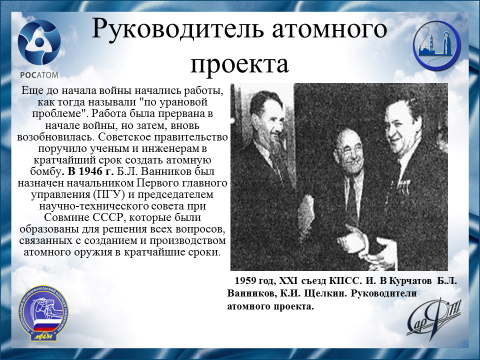 Руководитель атомного
проекта
РОСАТОМ
Еще до начала войны начались работы,
как тогда называли "по урановой
проблеме". Работа была прервана в
начале войны, но затем, вновь
возобновилась. Советское правительство
поручило ученым и инженерам в
кратчайший срок создать атомную
бомбу. В 1946 г. Б.Л. Ванников был
назначен начальником Первого главного
управления (ПГУ) и председателем
научно-технического совета при
Совмине СССР, которые были
образованы для решения всех вопросов,
связанных с созданием и производством
атомного оружия в кратчайшие сроки.
1959 год, XXI съезд КПСС. И. В Курчатов Б.Л.
Ванников, К.И. Щелкин. Руководители
атомного проекта.